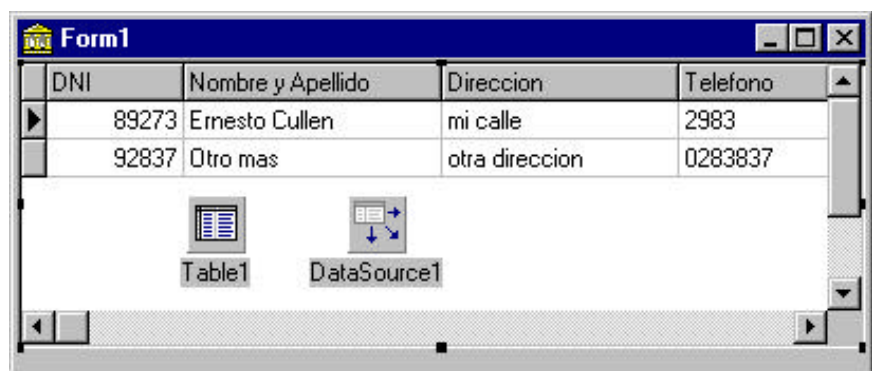 Form1
DNI Nombre y Apellido Direccion Telefono
89273 Ernesto Cullen mi calle 2983
92837 Otro mas otra direccion 0283837
Table1 DataSource1